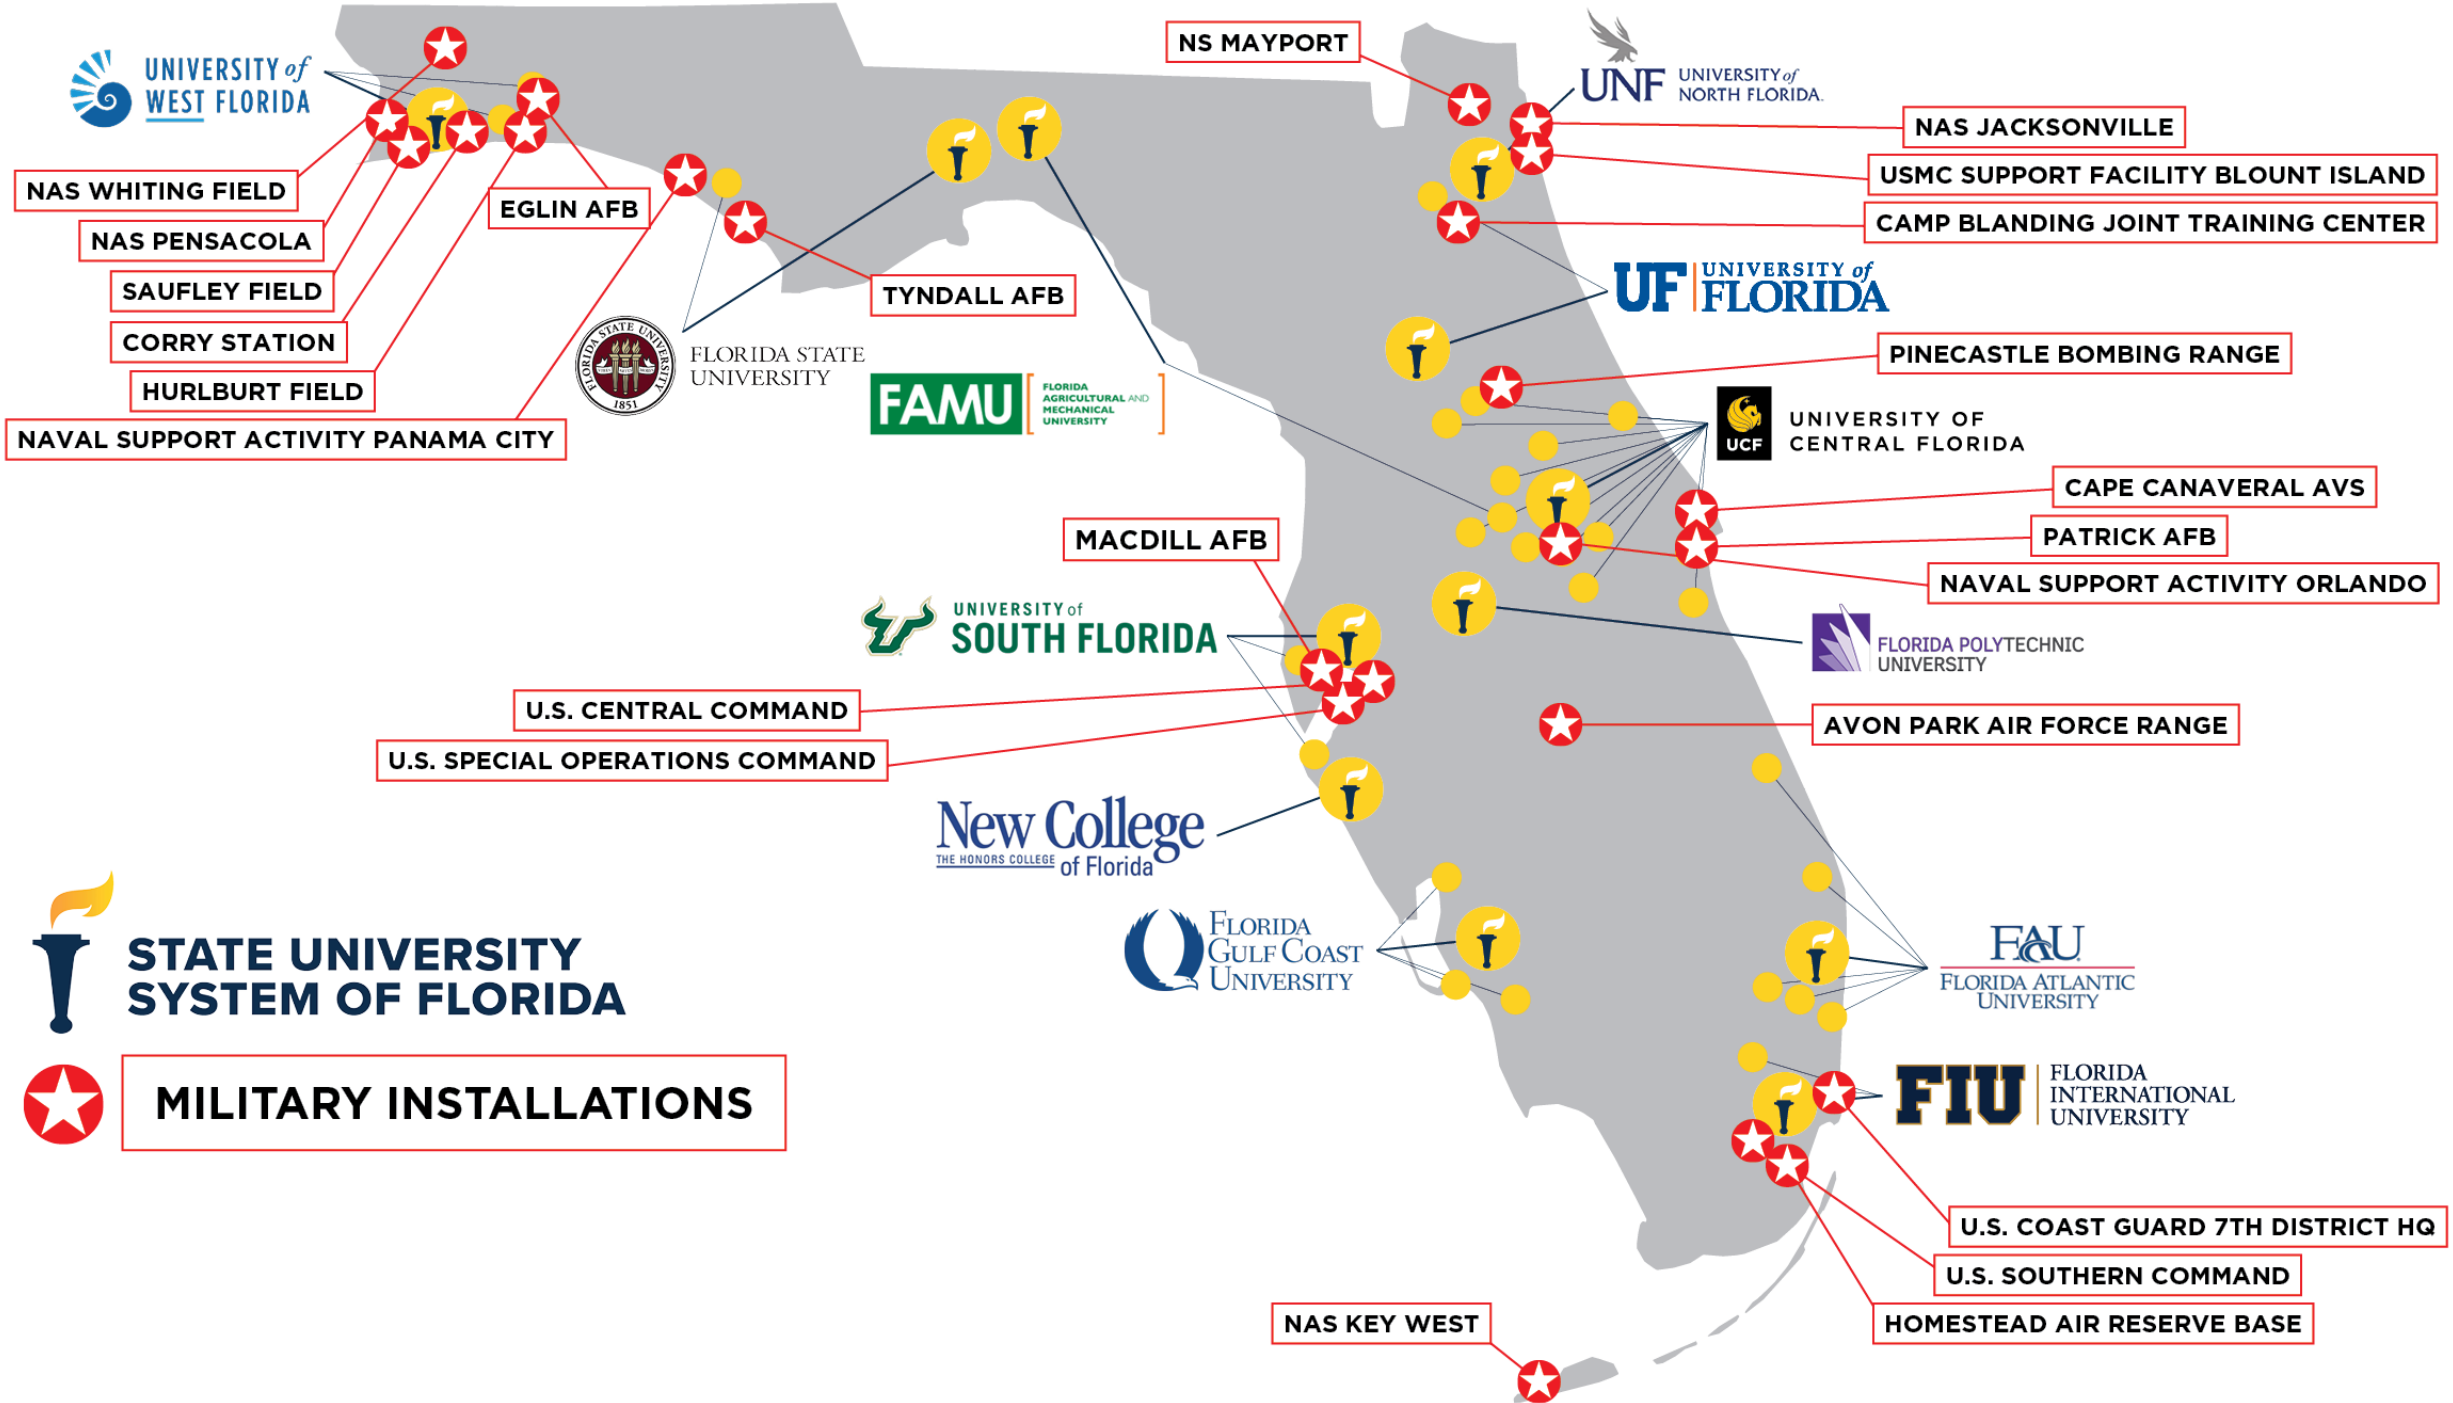 NS MAYPORT
UNIVERSITY of
WEST FLORIDA
UNF UNIVERSITY of
NORTH FLORIDA.
NAS JACKSONVILLE
USMC SUPPORT FACILITY BLOUNT ISLAND
CAMP BLANDING JOINT TRAINING CENTER
NAS WHITING FIELD
EGLIN AFB
NAS PENSACOLA
SAUFLEY FIELD
CORRY STATION
HURLBURT FIELD
NAVAL SUPPORT ACTIVITY PANAMA CITY
TYNDALL AFB
UF UNIVERSITY of
FLORIDA
FLORIDA STATE UNIVERSITY
1851
FLORIDA STATE
UNIVERSITY
FAMU
FLORIDA
AGRICULTURAL AND
MECHANICAL
UNIVERSITY
PINECASTLE BOMBING RANGE
UCF
UNIVERSITY OF
CENTRAL FLORIDA
CAPE CANAVERAL AVS
PATRICK AFB
NAVAL SUPPORT ACTIVITY ORLANDO
MACDILL AFB
UNIVERSITY of
SOUTH FLORIDA
FLORIDA POLYTECHNIC
UNIVERSITY
U.S. CENTRAL COMMAND
U.S. SPECIAL OPERATIONS COMMAND
AVON PARK AIR FORCE RANGE
New College
THE HONORS COLLEGE of Florida
FLORIDA
GULF COAST
UNIVERSITY
FAU
FLORIDA ATLANTIC
UNIVERSITY
STATE UNIVERSITY
SYSTEM OF FLORIDA
MILITARY INSTALLATIONS
FIU
FLORIDA
INTERNATIONAL
UNIVERSITY
U.S. COAST GUARD 7TH DISTRICT HQ
U.S. SOUTHERN COMMAND
HOMESTEAD AIR RESERVE BASE
NAS KEY WEST